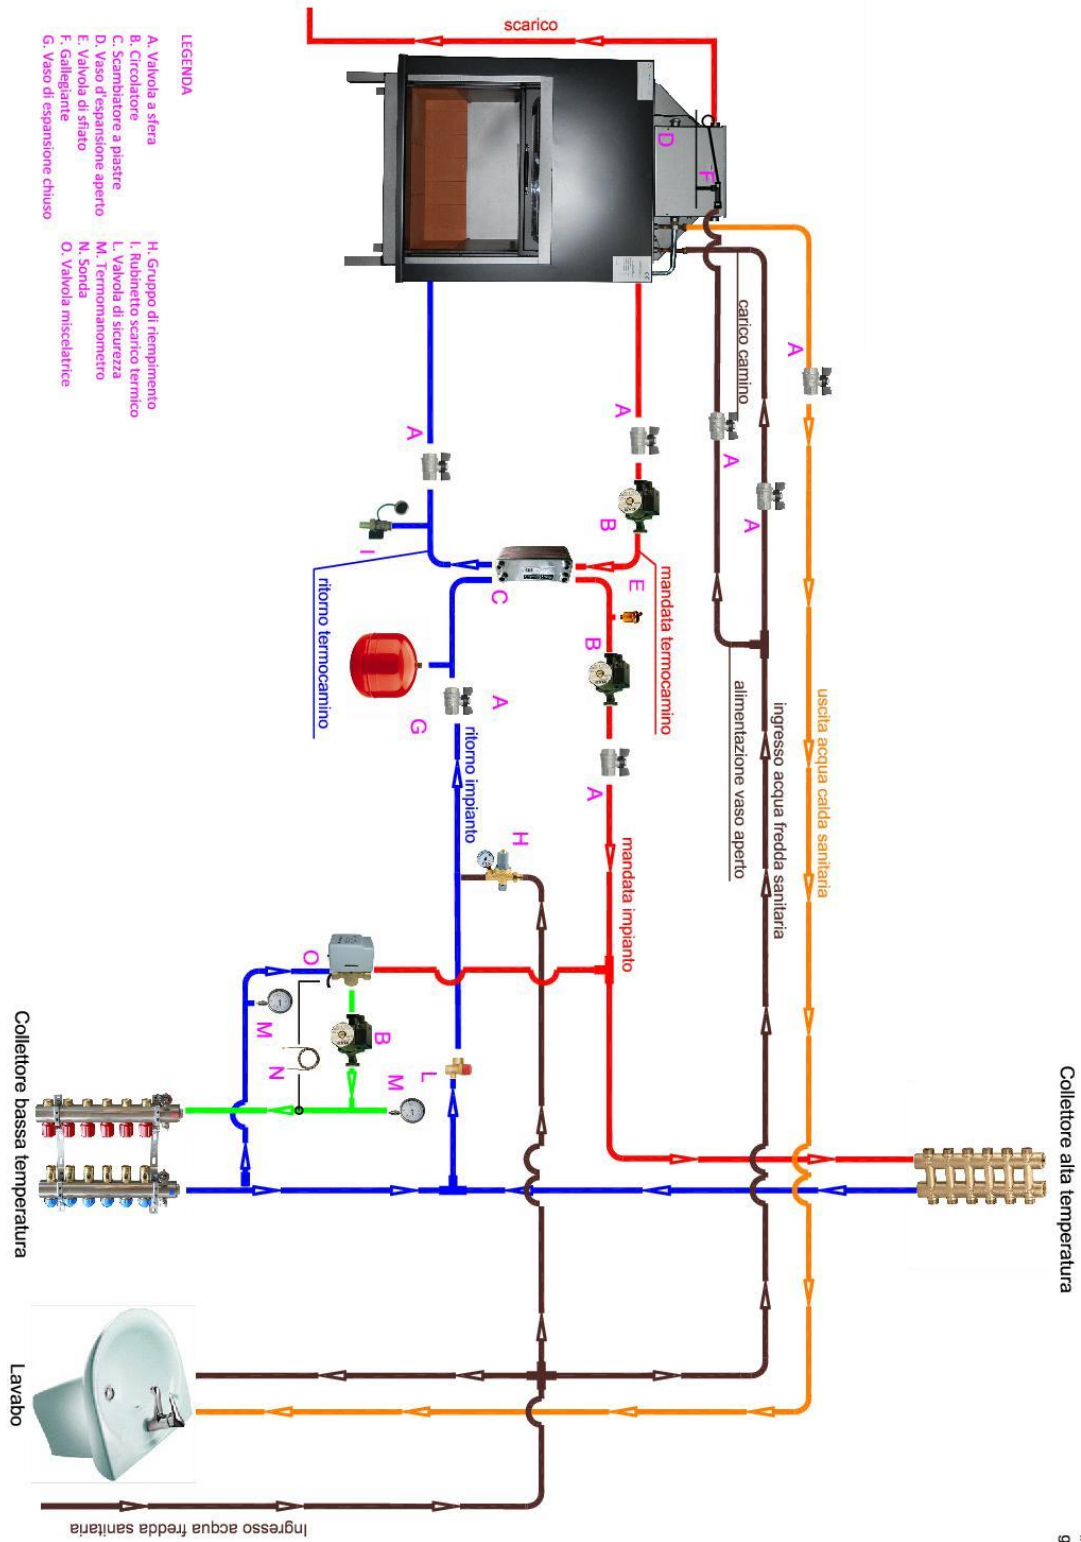 scarico
LEGENDA
A. Valvola a sfera
B. Circolatore
C. Scambiatore a piastre
D. Vaso d'espansione aperto
E. Valvola di sfiato
F. Gallegiante
G. Vaso di espansione chiuso
H. Gruppo di riempimento
I. Rubinetto scarico termico
L. Valvola di sicurezza
M. Termomanometro
N. Sonda
O. Valvola miscelatrice
D
F
A
carico camino
A
A
A
A
A
B
I
mandata termocamino
E
C
ritorno termocamino
B
G
A
A
ritorno impianto
alimentazione vaso aperto
ingresso acqua fredda sanitaria
uscita acqua calda sanitaria
mandata impianto
H
O
M
B
N
M
L
Collettore bassa temperatura
Collettore alta temperatura
Lavabo
Ingresso acqua fredda sanitaria
g